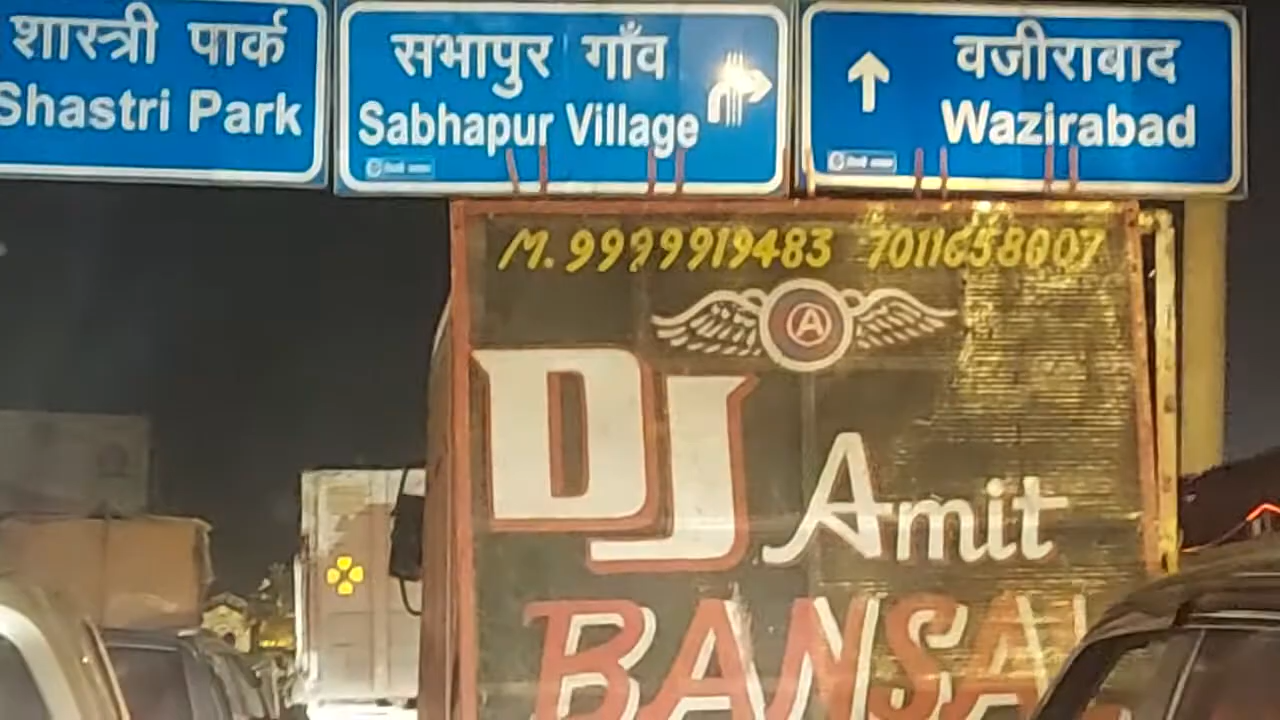 शास्त्री पार्क
Shastri Park
सभापुर गाँव
Sabhapur Village
वजीराबाद
Wazirabad
M. 9999919483 7011658007
A
DJ Amit
BANSAL